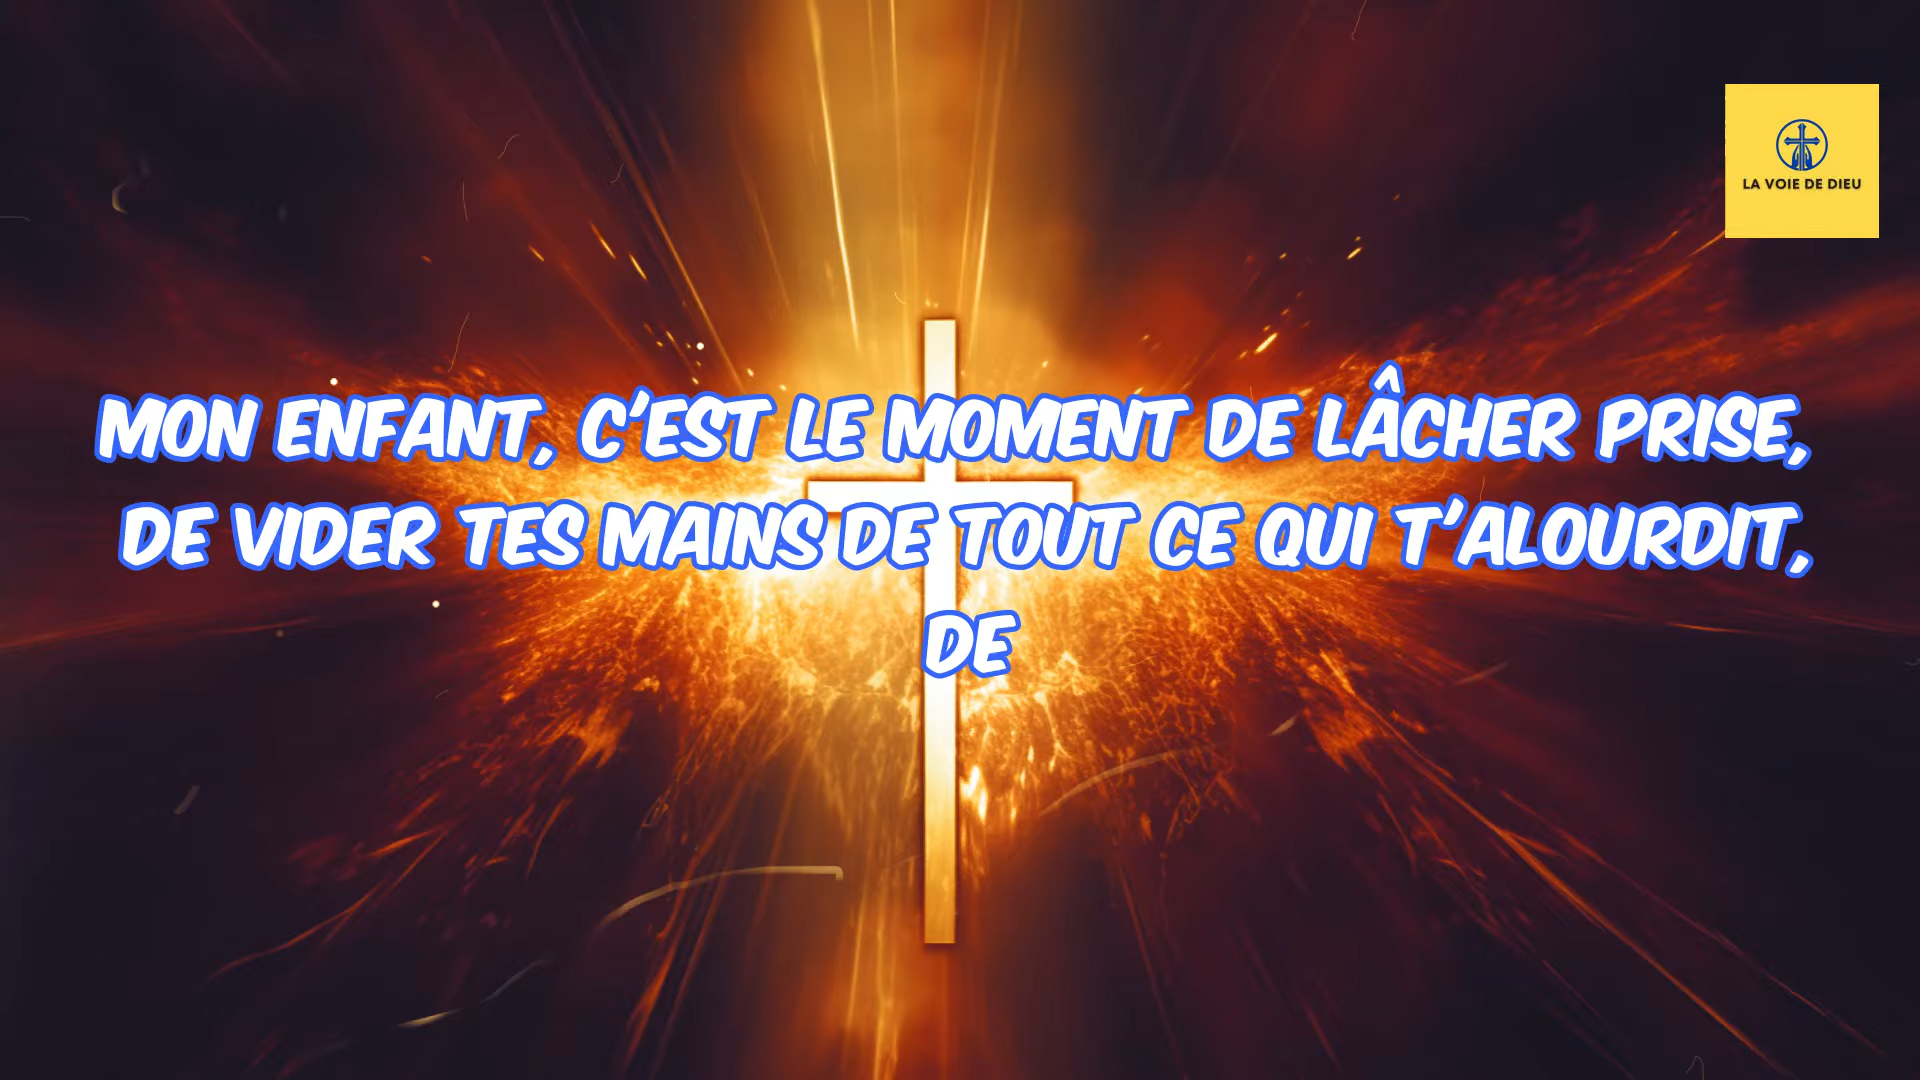 LA VOIE DE DIEU
MON ENFANT, C'EST LE MOMENT DE LÂCHER PRISE,
DE VIDER TES MAINS DE TOUT CE QUI T'ALOURDIT,
DE